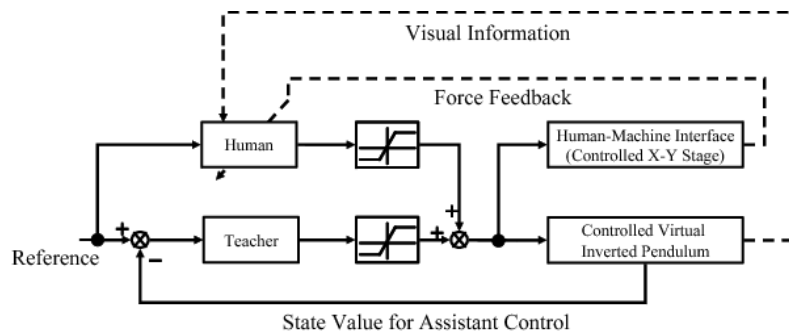 Visual Information
Force Feedback
Human
Human-Machine Interface
(Controlled X-Y Stage)
+
+
+
Teacher
Controlled Virtual
Inverted Pendulum
Reference
−
State Value for Assistant Control